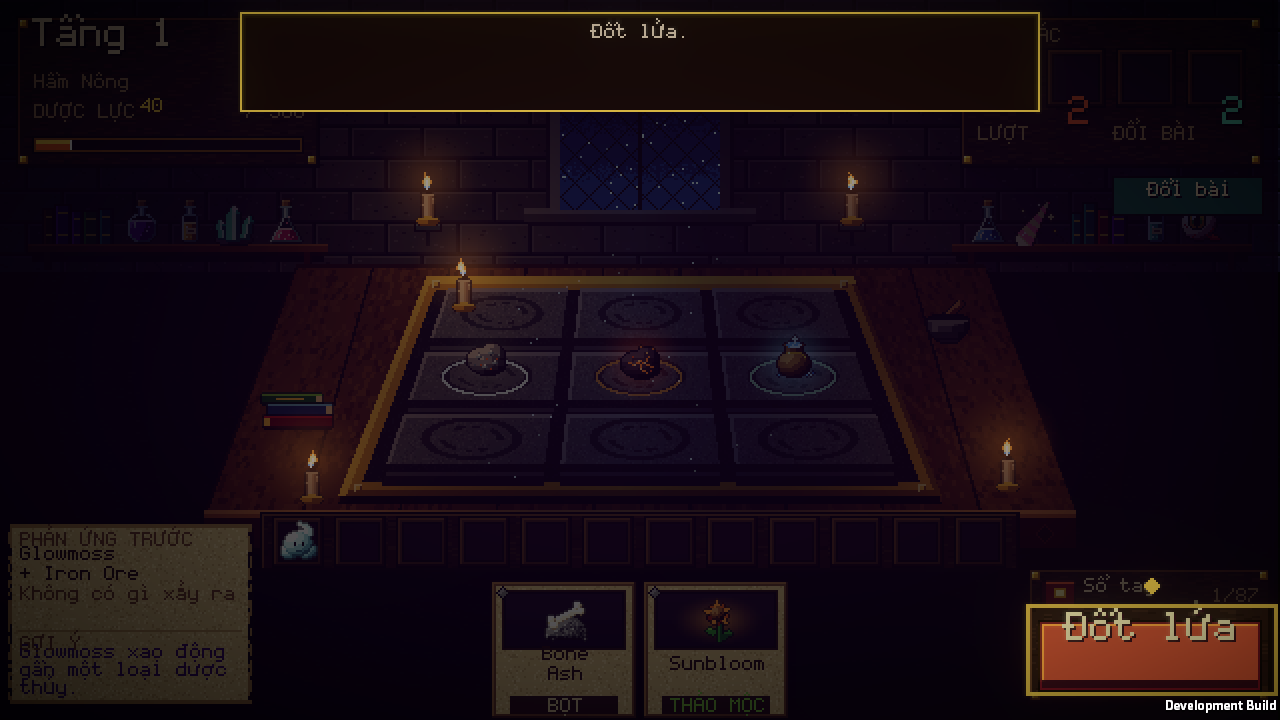 Đốt lửa.
Tầng 1
Hầm Nông
DƯỢC LỰC 40
LƯỢT 2
ĐỔI BÀI 2
Đổi bài
PHẢN ỨNG TRƯỚC
Glowmoss
+ Iron Ore
Không có gì xảy ra
GỢI Ý
Glowmoss xao động
gần một loại dược
thủy.
Bone
Ash
BỘT
Sunbloom
THẢO MỘC
Sổ tay
1/87
Đốt lửa
Development Build